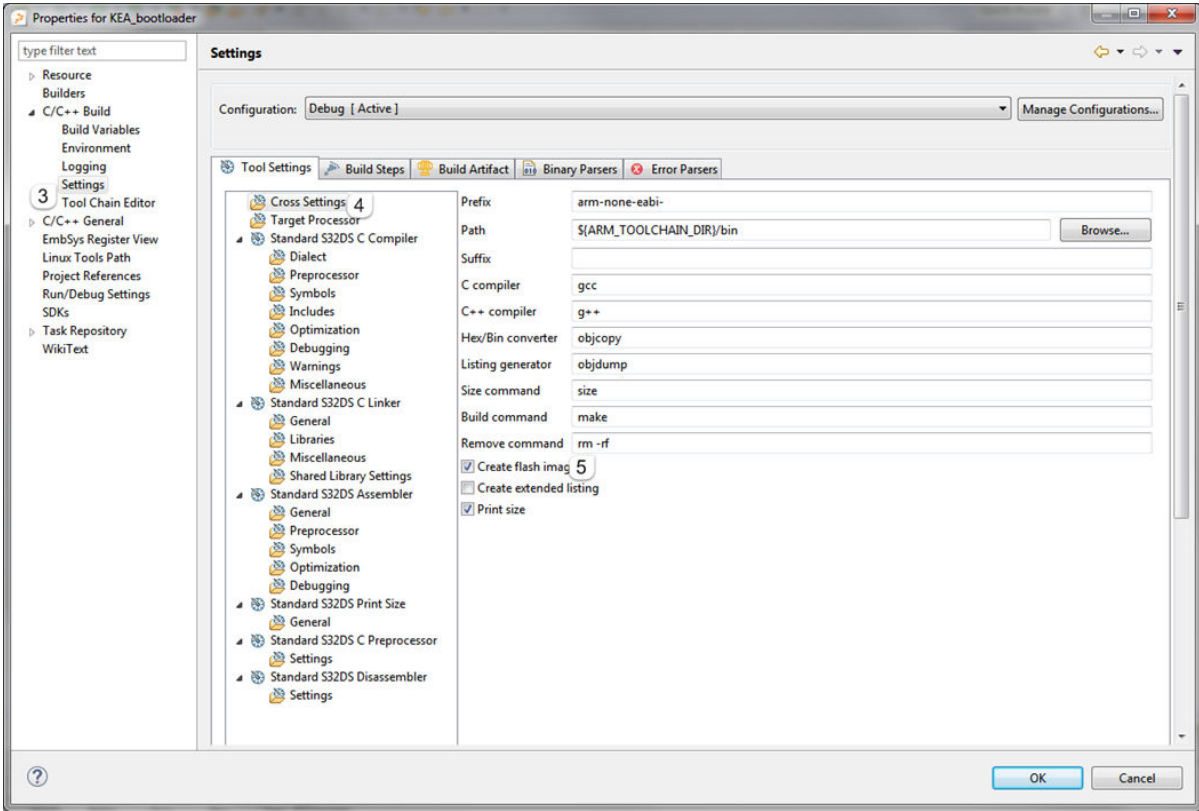 Properties for KEA_bootloader
type filter text
Resource
Builders
C/C++ Build
Build Variables
Environment
Logging
Settings
3
Tool Chain Editor
C/C++ General
EmbSys Register View
Linux Tools Path
Project References
Run/Debug Settings
SDKs
Task Repository
WikiText
Settings
Configuration: Debug [ Active ] Manage Configurations...
Tool Settings Build Steps Build Artifact Binary Parsers Error Parsers
Cross Settings 4
Target Processor
Standard S32DS C Compiler
Dialect
Preprocessor
Symbols
Includes
Optimization
Debugging
Warnings
Miscellaneous
Standard S32DS C Linker
General
Libraries
Miscellaneous
Shared Library Settings
Standard S32DS Assembler
General
Preprocessor
Symbols
Optimization
Debugging
Standard S32DS Print Size
General
Standard S32DS C Preprocessor
Settings
Standard S32DS Disassembler
Settings
Prefix arm-none-eabi-
Path ${ARM_TOOLCHAIN_DIR}/bin Browse...
Suffix
C compiler gcc
C++ compiler g++
Hex/Bin converter objcopy
Listing generator objdump
Size command size
Build command make
Remove command rm -rf
Create flash imag 5
Create extended listing
Print size
OK Cancel